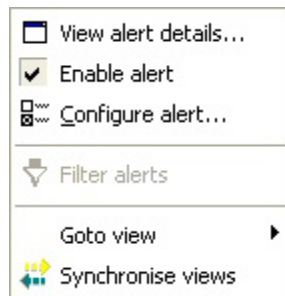 View alert details...
Enable alert
Configure alert...
Filter alerts
Goto view
Synchronise views